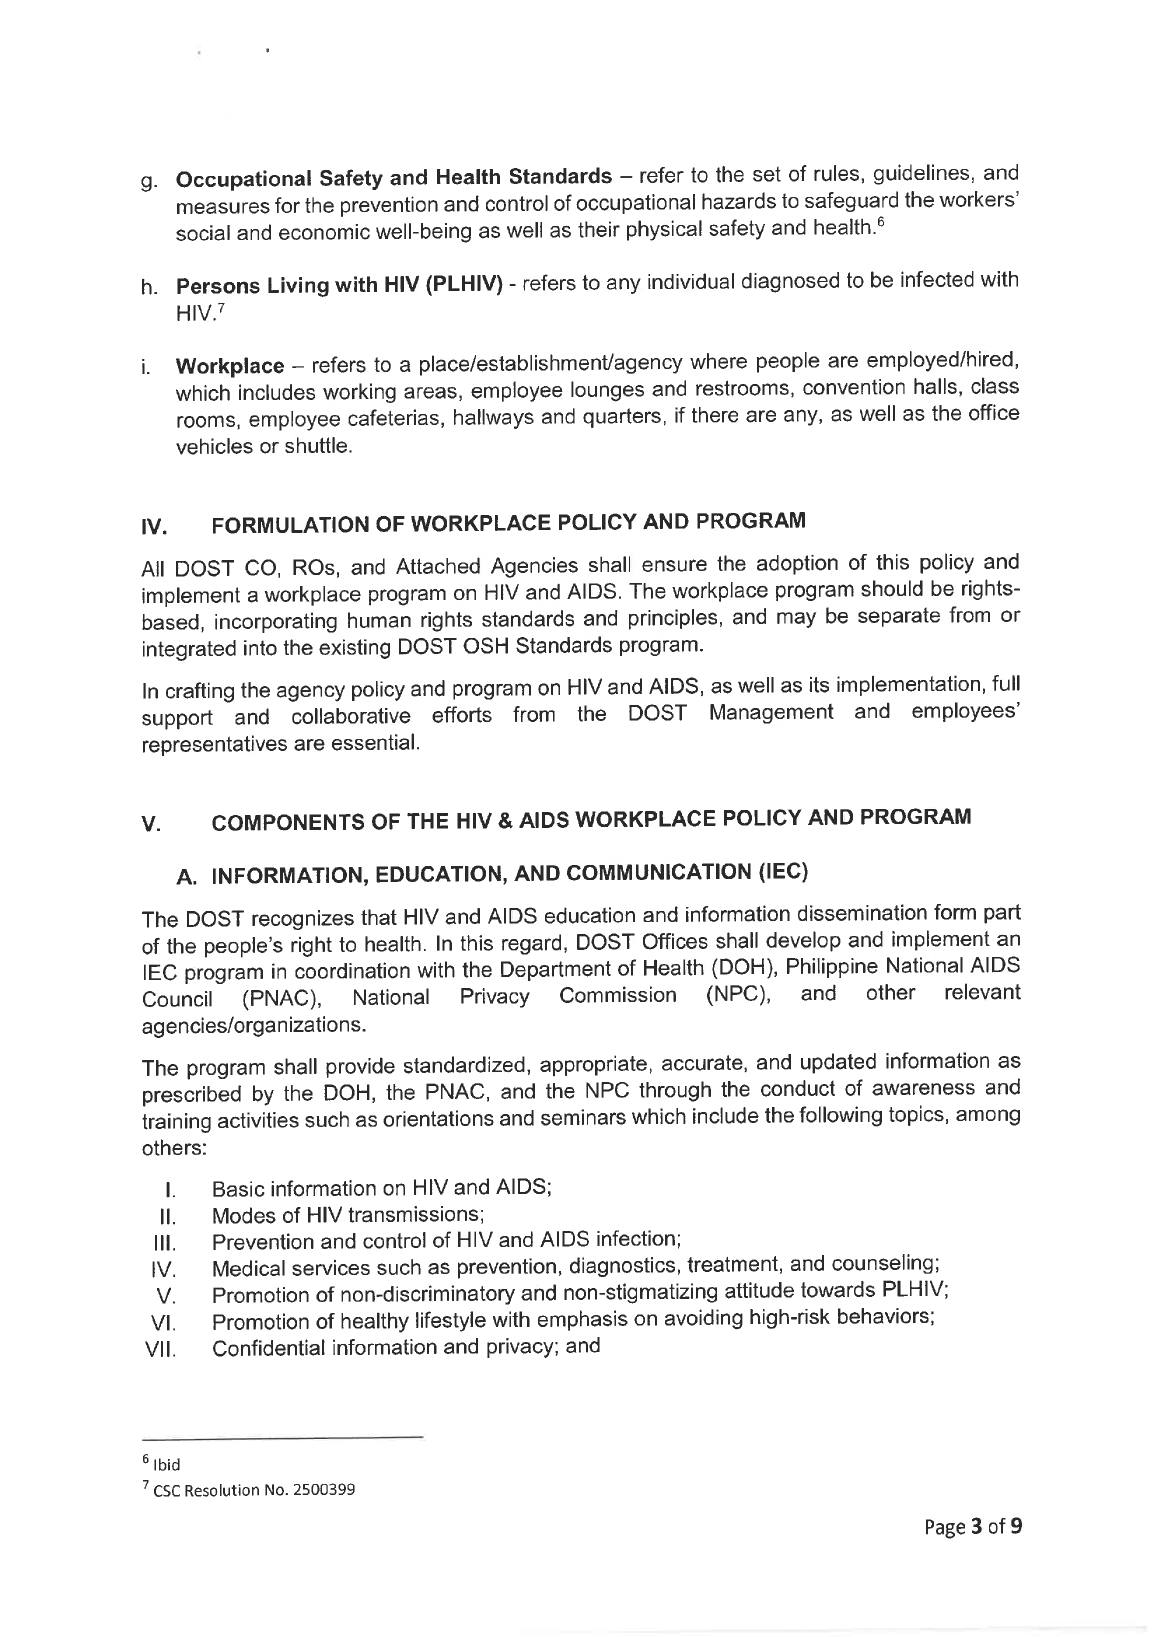 g. Occupational Safety and Health Standards – refer to the set of rules, guidelines, and
measures for the prevention and control of occupational hazards to safeguard the workers’
social and economic well-being as well as their physical safety and health.6
h. Persons Living with HIV (PLHIV) - refers to any individual diagnosed to be infected with
HIV.7
i. Workplace – refers to a place/establishment/agency where people are employed/hired,
which includes working areas, employee lounges and restrooms, convention halls, class
rooms, employee cafeterias, hallways and quarters, if there are any, as well as the office
vehicles or shuttle.
IV. FORMULATION OF WORKPLACE POLICY AND PROGRAM
All DOST CO, ROs, and Attached Agencies shall ensure the adoption of this policy and
implement a workplace program on HIV and AIDS. The workplace program should be rights-
based, incorporating human rights standards and principles, and may be separate from or
integrated into the existing DOST OSH Standards program.
In crafting the agency policy and program on HIV and AIDS, as well as its implementation, full
support and collaborative efforts from the DOST Management and employees’
representatives are essential.
V. COMPONENTS OF THE HIV & AIDS WORKPLACE POLICY AND PROGRAM
A. INFORMATION, EDUCATION, AND COMMUNICATION (IEC)
The DOST recognizes that HIV and AIDS education and information dissemination form part
of the people’s right to health. In this regard, DOST Offices shall develop and implement an
IEC program in coordination with the Department of Health (DOH), Philippine National AIDS
Council (PNAC), National Privacy Commission (NPC), and other relevant
agencies/organizations.
The program shall provide standardized, appropriate, accurate, and updated information as
prescribed by the DOH, the PNAC, and the NPC through the conduct of awareness and
training activities such as orientations and seminars which include the following topics, among
others:
I. Basic information on HIV and AIDS;
II. Modes of HIV transmissions;
III. Prevention and control of HIV and AIDS infection;
IV. Medical services such as prevention, diagnostics, treatment, and counseling;
V. Promotion of non-discriminatory and non-stigmatizing attitude towards PLHIV;
VI. Promotion of healthy lifestyle with emphasis on avoiding high-risk behaviors;
VII. Confidential information and privacy; and
6 Ibid
7 CSC Resolution No. 2500399
Page 3 of 9